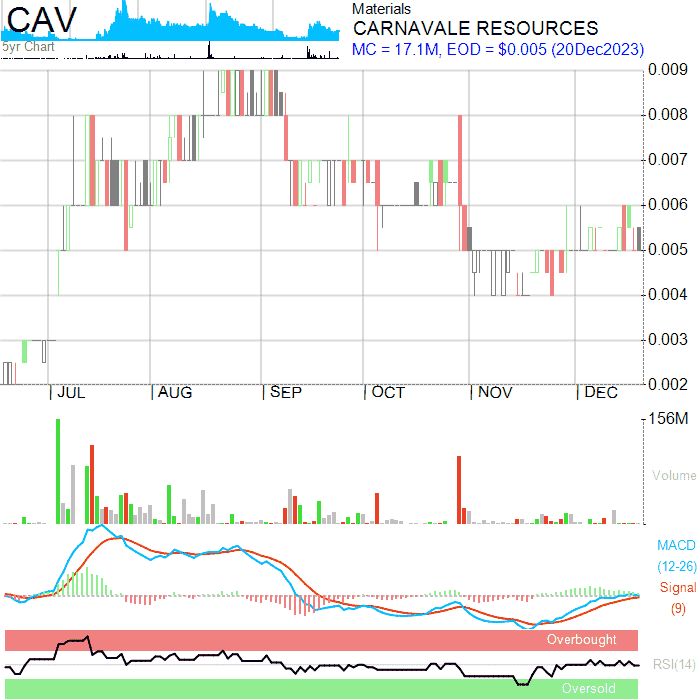 CAV
5yr Chart
Materials
CARNAVALE RESOURCES
MC = 17.1M, EOD = $0.005 (20Dec2023)
0.009
0.008
0.007
0.006
0.005
0.004
0.003
0.002
JUL AUG SEP OCT NOV DEC
156M
Volume
MACD
(12-26)
Signal
(9)
Overbought
RSI(14)
Oversold